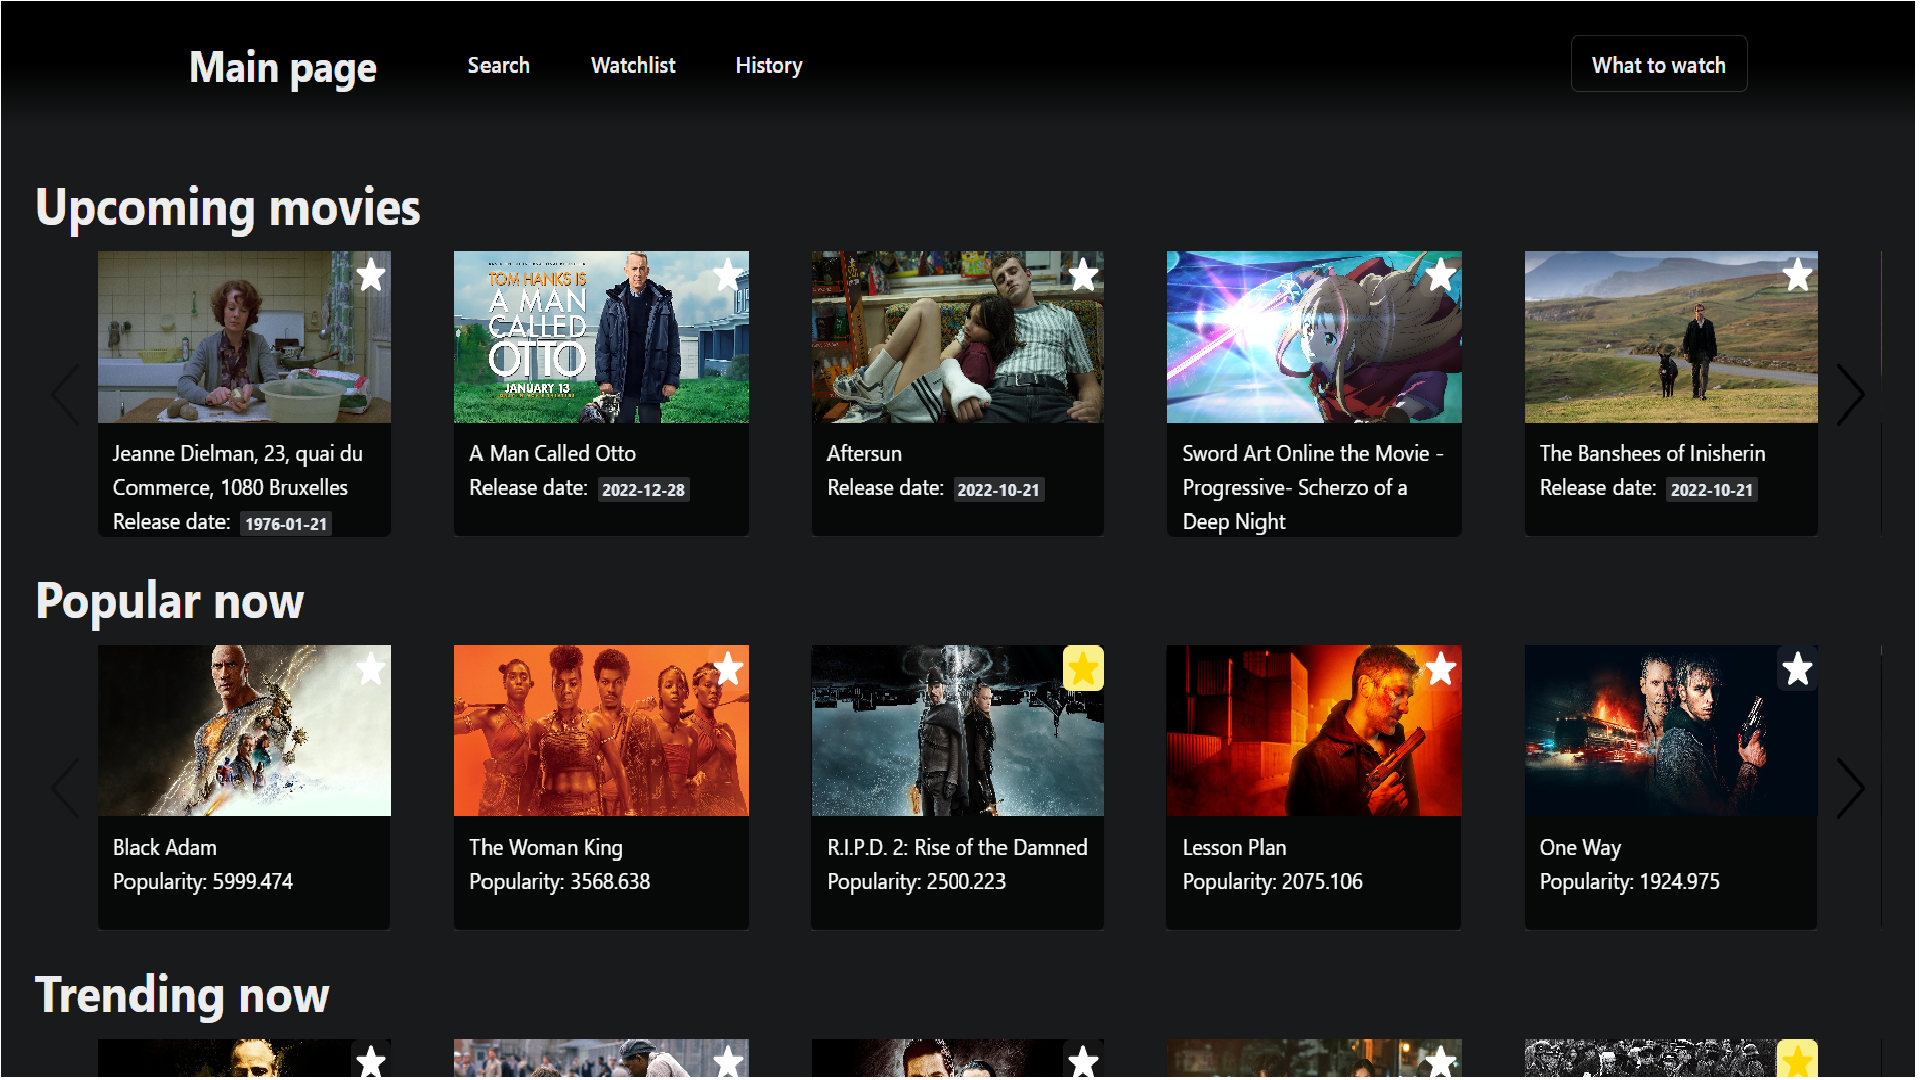 Main page
Search
Watchlist
History
What to watch
Upcoming movies
TOM HANKS IS
A MAN
CALLED
OTTO
JANUARY 13
Jeanne Dielman, 23, quai du
Commerce, 1080 Bruxelles
Release date: 1976-01-21
A Man Called Otto
Release date: 2022-12-28
Aftersun
Release date: 2022-10-21
Sword Art Online the Movie -
Progressive- Scherzo of a
Deep Night
The Banshees of Inisherin
Release date: 2022-10-21
Popular now
Black Adam
Popularity: 5999.474
The Woman King
Popularity: 3568.638
R.I.P.D. 2: Rise of the Damned
Popularity: 2500.223
Lesson Plan
Popularity: 2075.106
One Way
Popularity: 1924.975
Trending now